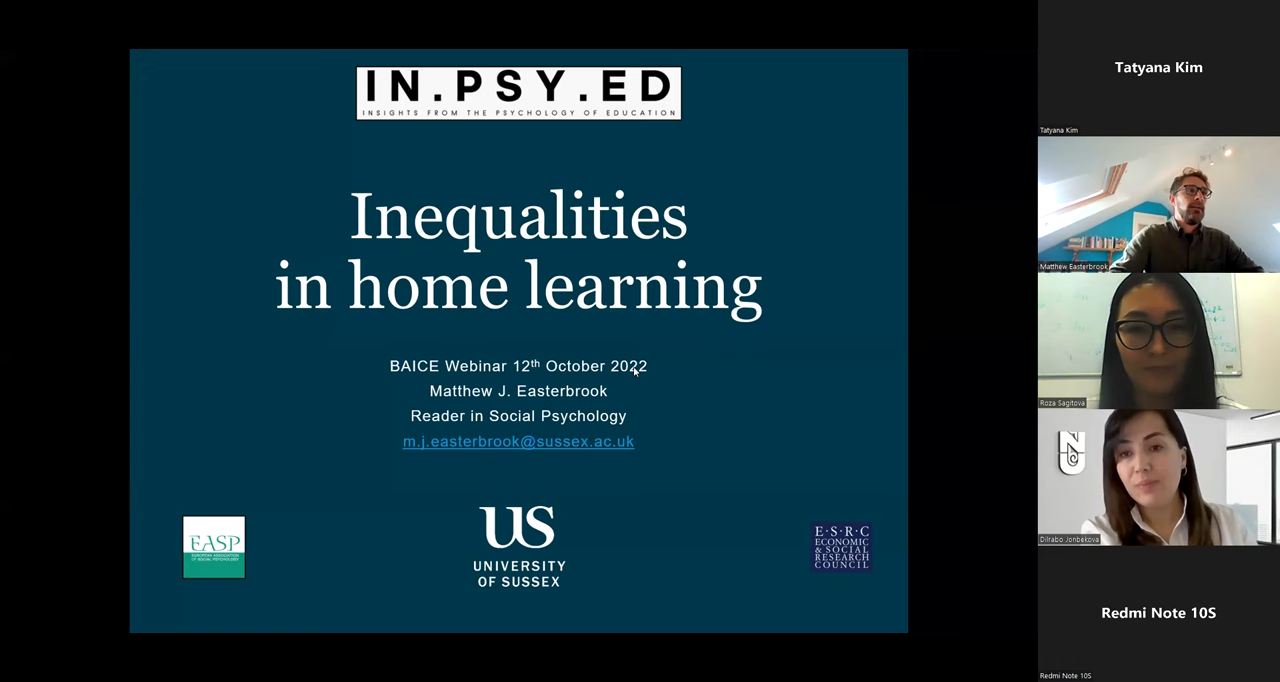 IN.PSY.ED
INSIGHTS FROM THE PSYCHOLOGY OF EDUCATION
Inequalities
in home learning
BAICE Webinar 12th October 2022
Matthew J. Easterbrook
Reader in Social Psychology
m.j.easterbrook@sussex.ac.uk
EASP
EUROPEAN ASSOCIATION
OF SOCIAL PSYCHOLOGY
US
UNIVERSITY
OF SUSSEX
E·S·R·C
ECONOMIC
& SOCIAL
RESEARCH
COUNCIL
Tatyana Kim
Tatyana Kim
Matthew Easterbrook
Roza Sagitova
Dilrabo Jonbekova
Redmi Note 10S
Redmi Note 10S